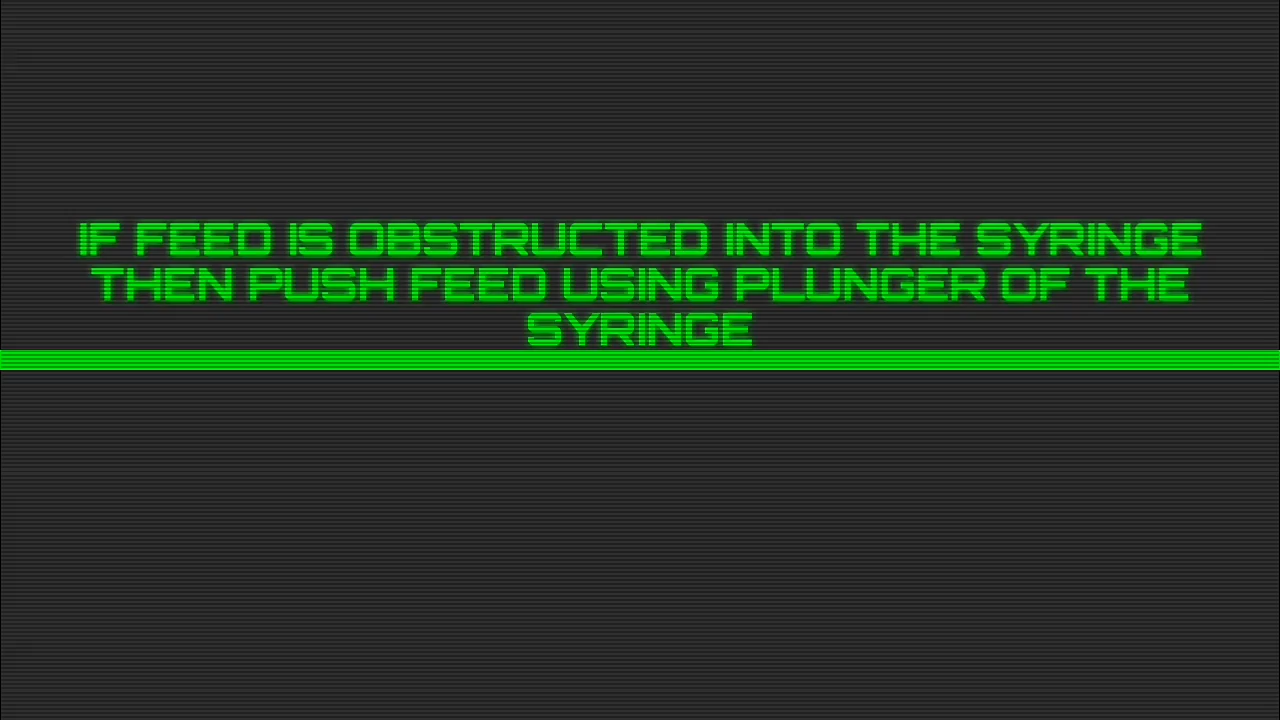 IF FEED IS OBSTRUCTED INTO THE SYRINGE
THEN PUSH FEED USING PLUNGER OF THE
SYRINGE